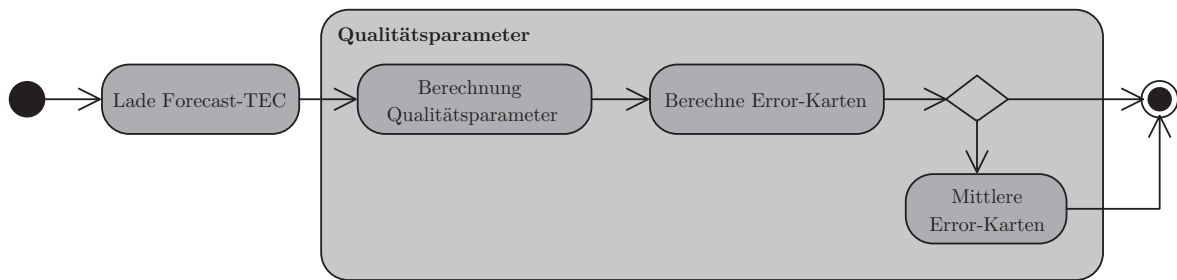 Qualitätsparameter
Lade Forecast-TEC
Berechnung
Qualitätsparameter
Berechne Error-Karten
Mittlere
Error-Karten